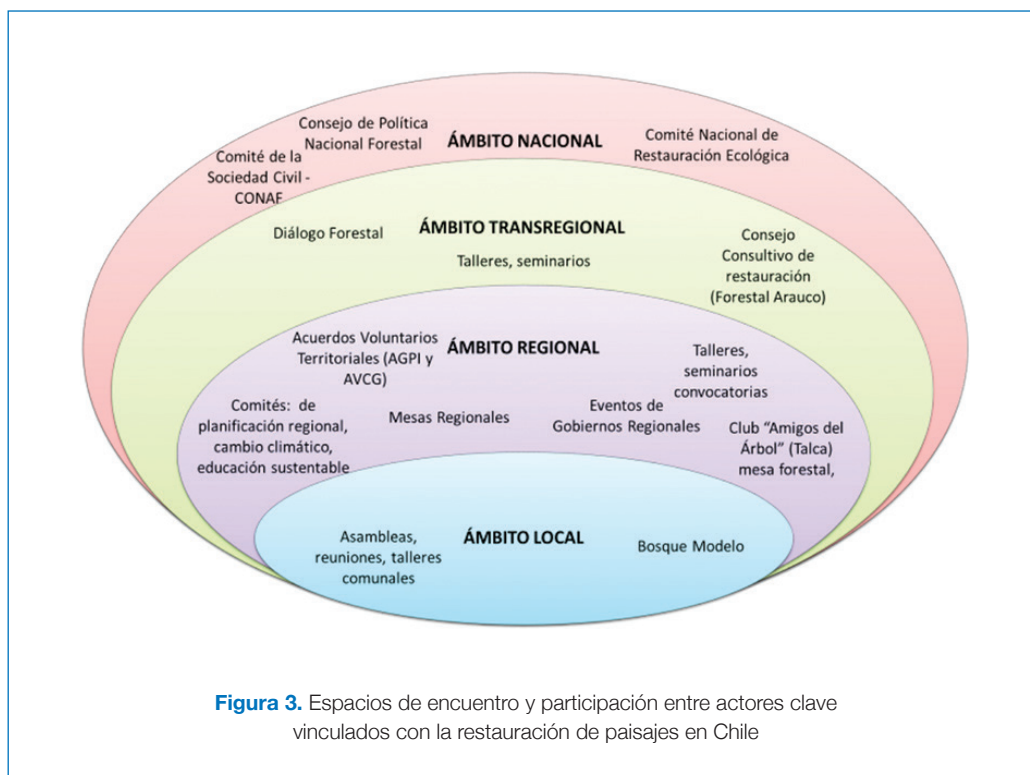 Consejo de Política
Nacional Forestal
ÁMBITO NACIONAL
Comité Nacional de
Restauración Ecológica
Comité de la
Sociedad Civil -
CONAF
Diálogo Forestal
ÁMBITO TRANSREGIONAL
Talleres, seminarios
Consejo
Consultivo de
restauración
(Forestal Arauco)
Acuerdos Voluntarios
Territoriales (AGPI y
AVCG)
ÁMBITO REGIONAL
Talleres,
seminarios
convocatorias
Comités: de
planificación regional,
cambio climático,
educación sustentable
Mesas Regionales
Eventos de
Gobiernos Regionales
Club "Amigos del
Árbol" (Talca)
mesa forestal,
Asambleas,
reuniones, talleres
comunales
ÁMBITO LOCAL
Bosque Modelo
Figura 3. Espacios de encuentro y participación entre actores clave
vinculados con la restauración de paisajes en Chile